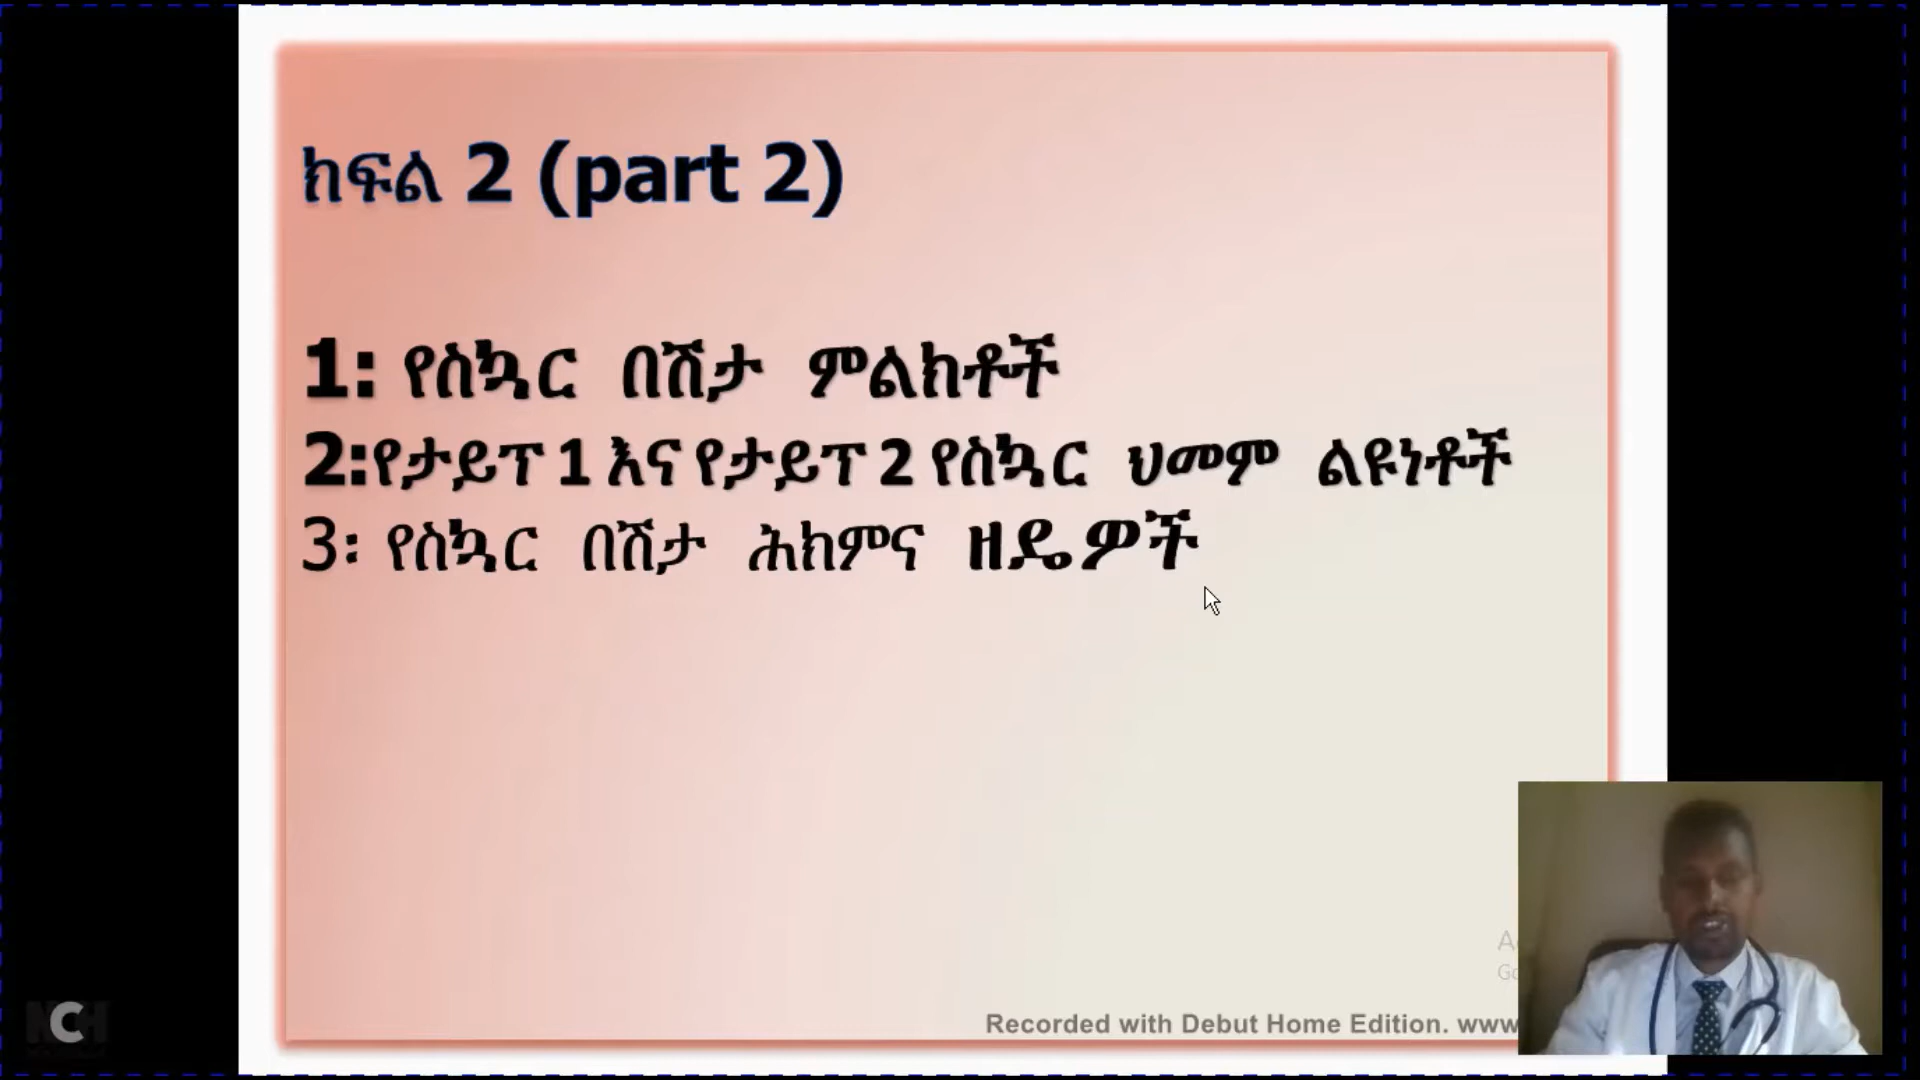 ክፍል 2 (part 2)
1: የስኳር በሽታ ምልክቶች
2:የታይፕ 1 እና የታይፕ 2 የስኳር ህመም ልዩነቶች
3፡ የስኳር በሽታ ሕክምና ዘዴዎች
Recorded with Debut Home Edition. www
NCH